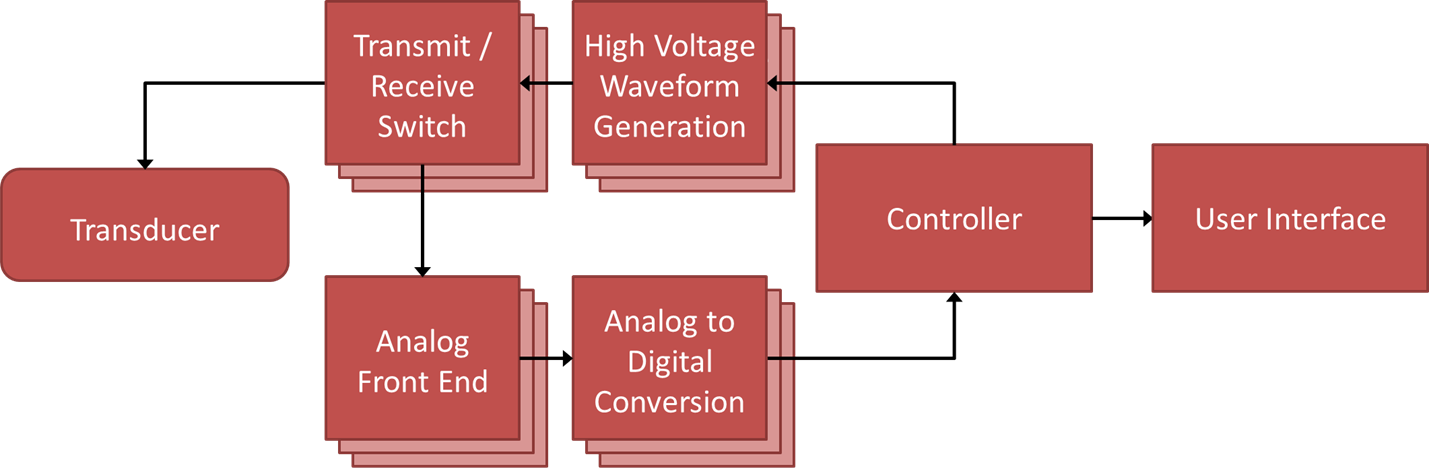 Transmit /
Receive
Switch
High Voltage
Waveform
Generation
Transducer
Controller
User Interface
Analog
Front End
Analog to
Digital
Conversion